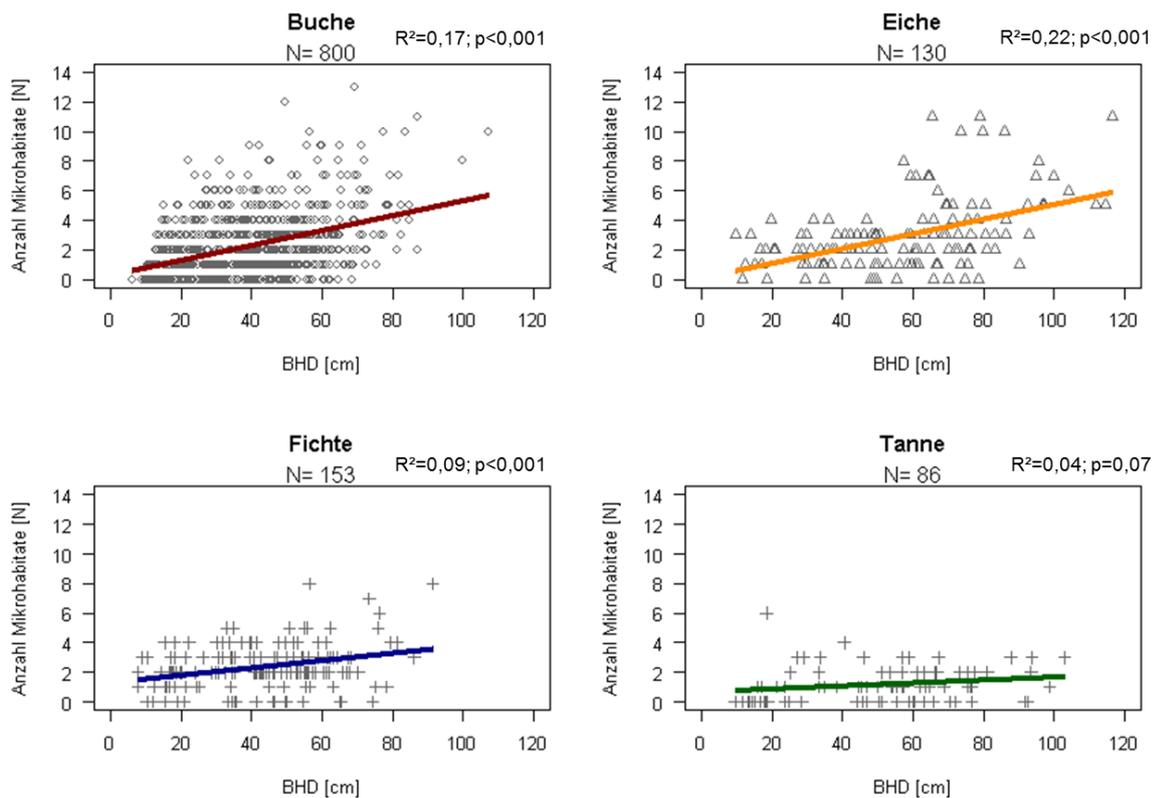 Buche
N= 800
R²=0,17; p<0,001
Anzahl Mikrohabitate [N]
14
12
10
8
6
4
2
0
0 20 40 60 80 100 120
BHD [cm]
Eiche
N= 130
R²=0,22; p<0,001
Anzahl Mikrohabitate [N]
14
12
10
8
6
4
2
0
0 20 40 60 80 100 120
BHD [cm]
Fichte
N= 153
R²=0,09; p<0,001
Anzahl Mikrohabitate [N]
14
12
10
8
6
4
2
0
0 20 40 60 80 100 120
BHD [cm]
Tanne
N= 86
R²=0,04; p=0,07
Anzahl Mikrohabitate [N]
14
12
10
8
6
4
2
0
0 20 40 60 80 100 120
BHD [cm]